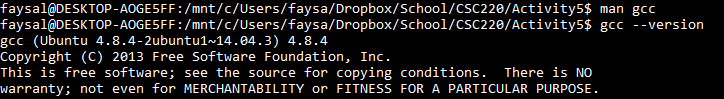 faysal@DESKTOP-AOGE5FF:/mnt/c/Users/faysa/Dropbox/School/CSC220/Activity5$ man gcc
faysal@DESKTOP-AOGE5FF:/mnt/c/Users/faysa/Dropbox/School/CSC220/Activity5$ gcc --version
gcc (Ubuntu 4.8.4-2ubuntu1~14.04.3) 4.8.4
Copyright (C) 2013 Free Software Foundation, Inc.
This is free software; see the source for copying conditions.  There is NO
warranty; not even for MERCHANTABILITY or FITNESS FOR A PARTICULAR PURPOSE.